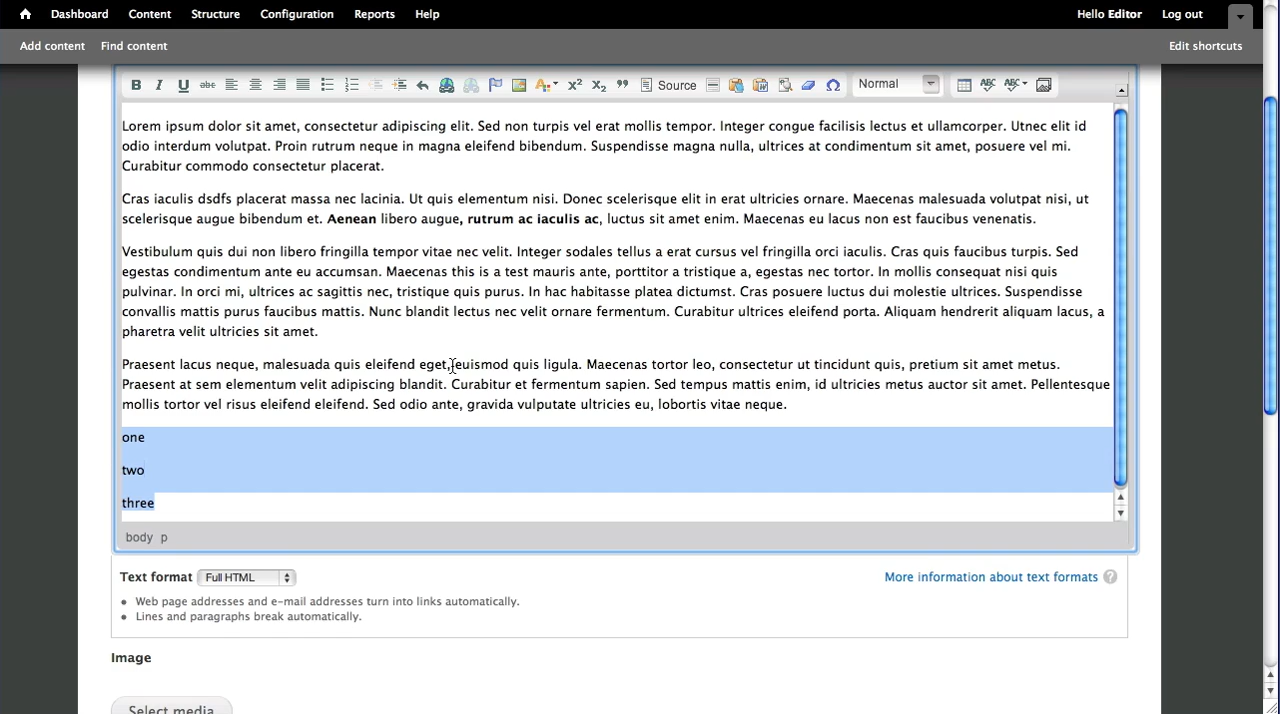 Dashboard Content Structure Configuration Reports Help Hello Editor Log out
Add content Find content Edit shortcuts
B I U abc Source Normal ABC ABC
Lorem ipsum dolor sit amet, consectetur adipiscing elit. Sed non turpis vel erat mollis tempor. Integer congue facilisis lectus et ullamcorper. Utnec elit id
odio interdum volutpat. Proin rutrum neque in magna eleifend bibendum. Suspendisse magna nulla, ultrices at condimentum sit amet, posuere vel mi.
Curabitur commodo consectetur placerat.
Cras iaculis dsdfs placerat massa nec lacinia. Ut quis elementum nisi. Donec scelerisque elit in erat ultricies ornare. Maecenas malesuada volutpat nisi, ut
scelerisque augue bibendum et. Aenean libero augue, rutrum ac iaculis ac, luctus sit amet enim. Maecenas eu lacus non est faucibus venenatis.
Vestibulum quis dui non libero fringilla tempor vitae nec velit. Integer sodales tellus a erat cursus vel fringilla orci iaculis. Cras quis faucibus turpis. Sed
egestas condimentum ante eu accumsan. Maecenas this is a test mauris ante, porttitor a tristique a, egestas nec tortor. In mollis consequat nisi quis
pulvinar. In orci mi, ultrices ac sagittis nec, tristique quis purus. In hac habitasse platea dictumst. Cras posuere luctus dui molestie ultrices. Suspendisse
convallis mattis purus faucibus mattis. Nunc blandit lectus nec velit ornare fermentum. Curabitur ultrices eleifend porta. Aliquam hendrerit aliquam lacus, a
pharetra velit ultricies sit amet.
Praesent lacus neque, malesuada quis eleifend eget, euismod quis ligula. Maecenas tortor leo, consectetur ut tincidunt quis, pretium sit amet metus.
Praesent at sem elementum velit adipiscing blandit. Curabitur et fermentum sapien. Sed tempus mattis enim, id ultricies metus auctor sit amet. Pellentesque
mollis tortor vel risus eleifend eleifend. Sed odio ante, gravida vulputate ultricies eu, lobortis vitae neque.
one
two
three
body p
Text format Full HTML More information about text formats ?
Web page addresses and e-mail addresses turn into links automatically.
Lines and paragraphs break automatically.
Image
Select media